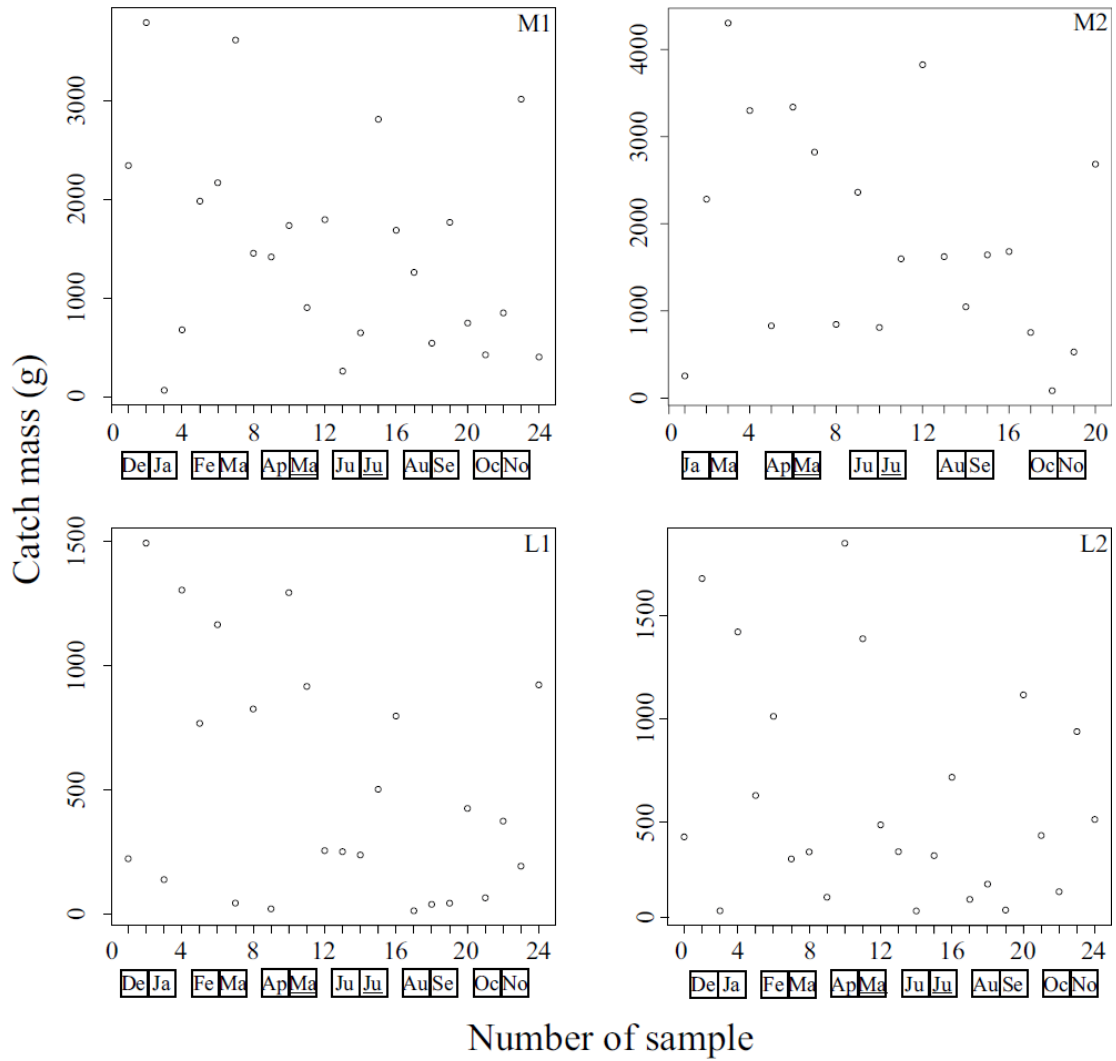 M1
3000
2000
1000
0
0 4 8 12 16 20 24
De Ja Fe Ma Ap Ma Ju Ju Au Se Oc No
M2
4000
3000
2000
1000
0
0 4 8 12 16 20
Ja Ma Ap Ma Ju Ju Au Se Oc No
Catch mass (g)
L1
1500
1000
500
0
0 4 8 12 16 20 24
De Ja Fe Ma Ap Ma Ju Ju Au Se Oc No
L2
1500
1000
500
0
0 4 8 12 16 20 24
De Ja Fe Ma Ap Ma Ju Ju Au Se Oc No
Number of sample